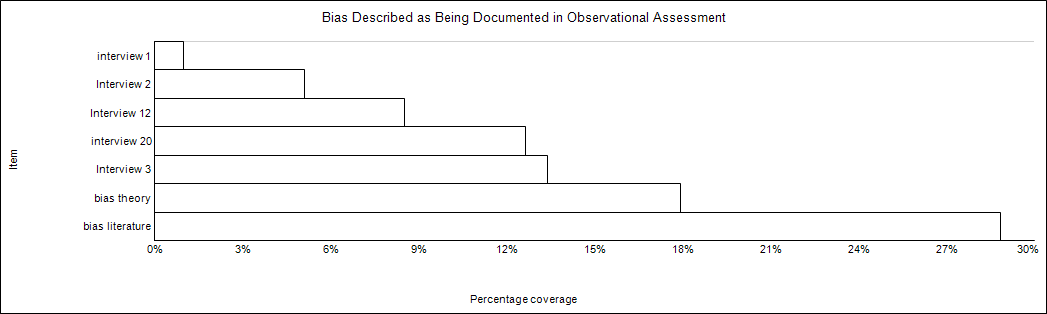 Bias Described as Being Documented in Observational Assessment
interview 1
Interview 2
Interview 12
interview 20
Interview 3
bias theory
bias literature
Item
0% 3% 6% 9% 12% 15% 18% 21% 24% 27% 30%
Percentage coverage